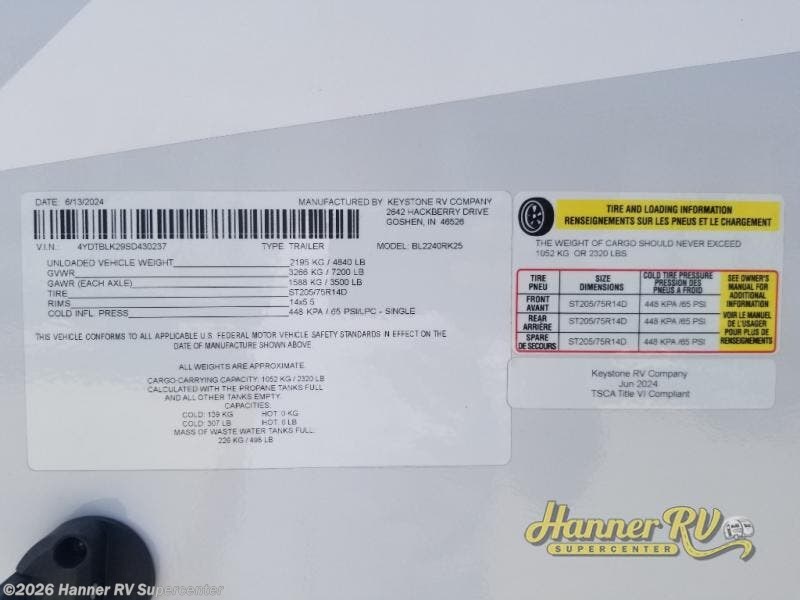 DATE: 6/13/2024 MANUFACTURED BY KEYSTONE RV COMPANY
2642 HACKBERRY DRIVE
GOSHEN, IN 46526
V.I.N.: 4YDTBLK29SD430237 TYPE TRAILER MODEL: BL2240RK25
UNLOADED VEHICLE WEIGHT 2195 KG / 4840 LB
GVWR 3266 KG / 7200 LB
GAWR (EACH AXLE) 1588 KG / 3500 LB
TIRE ST205/75R14D
RIMS 14x5.5
COLD INFL. PRESS 448 KPA / 65 PSI/LPC - SINGLE
THIS VEHICLE CONFORMS TO ALL APPLICABLE U.S. FEDERAL MOTOR VEHICLE SAFETY STANDARDS IN EFFECT ON THE
DATE OF MANUFACTURE SHOWN ABOVE
ALL WEIGHTS ARE APPROXIMATE.
CARGO CARRYING CAPACITY: 1052 KG / 2320 LB
CALCULATED WITH THE PROPANE TANKS FULL
AND ALL OTHER TANKS EMPTY.
CAPACITIES:
COLD: 139 KG HOT: 0 KG
COLD: 307 LB HOT: 0 LB
MASS OF WASTE WATER TANKS FULL:
226 KG / 498 LB
TIRE AND LOADING INFORMATION
RENSEIGNEMENTS SUR LES PNEUS ET LE CHARGEMENT
THE WEIGHT OF CARGO SHOULD NEVER EXCEED
1052 KG OR 2320 LBS.
TIRE PNEU SIZE DIMENSIONS COLD TIRE PRESSURE PRESSION DES PNEUS A FROID SEE OWNER'S MANUAL FOR ADDITIONAL INFORMATION
FRONT AVANT ST205/75R14D 448 KPA /65 PSI
REAR ARRIÈRE ST205/75R14D 448 KPA /65 PSI
SPARE DE SECOURS ST205/75R14D 448 KPA /65 PSI
VOIR LE MANUEL DE L'USAGER POUR PLUS DE RENSEIGNEMENTS
Keystone RV Company
Jun 2024
TSCA Title VI Compliant
Hanner RV
SUPERCENTER
©2026 Hanner RV Supercenter